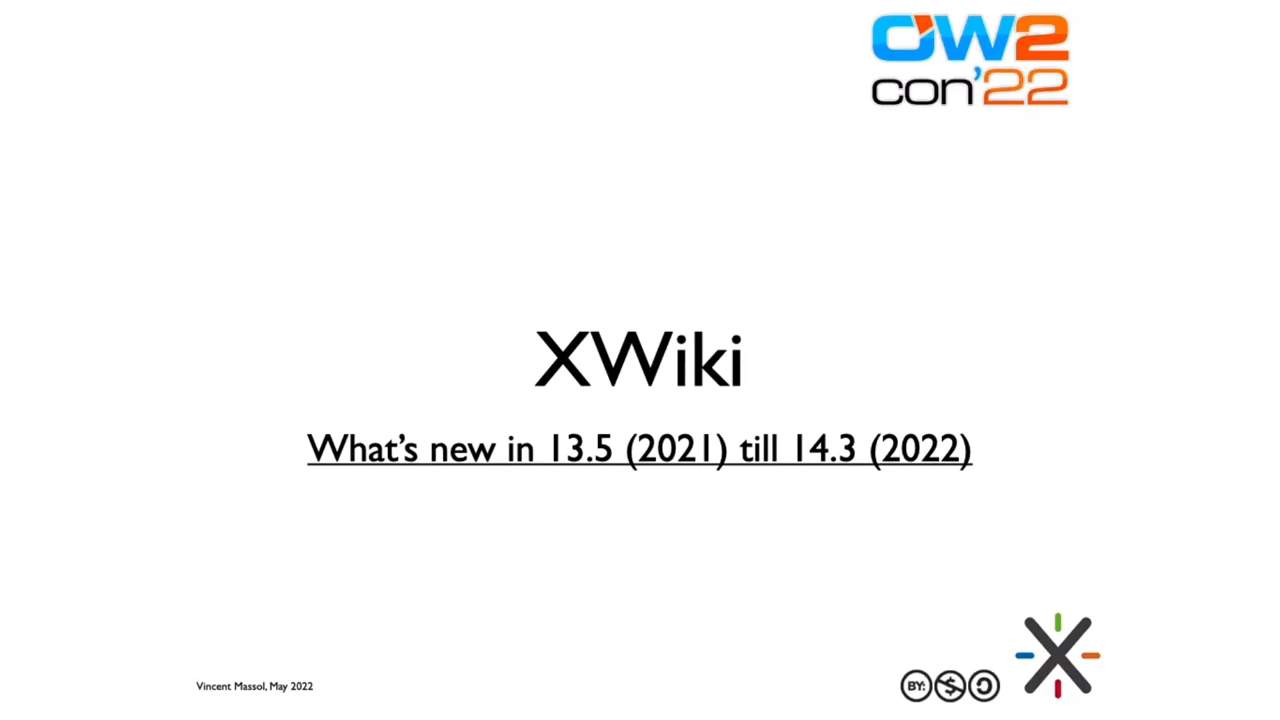 OW2
con'22
XWiki
What's new in 13.5 (2021) till 14.3 (2022)
Vincent Massol, May 2022
BY: